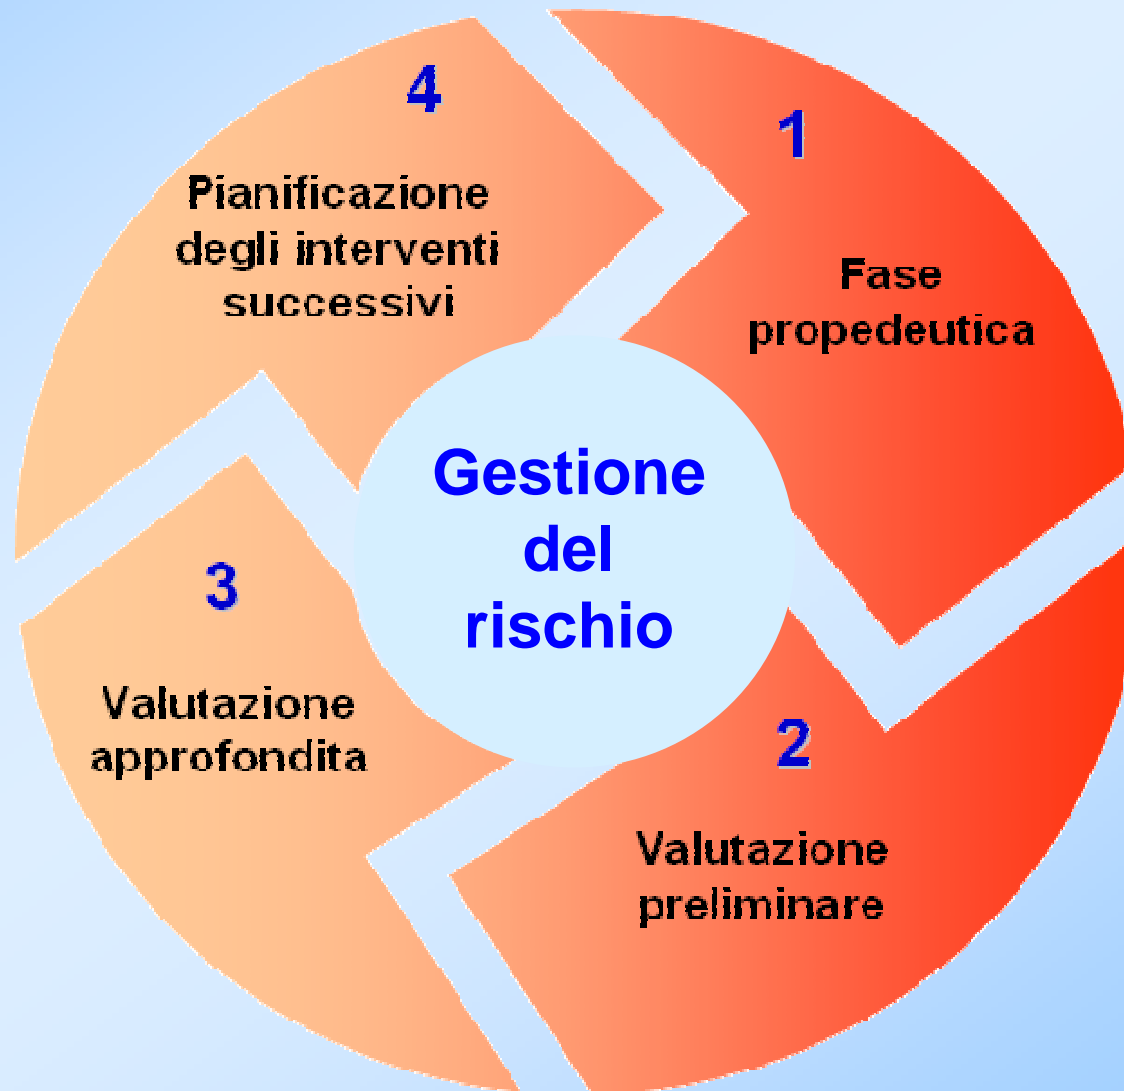 1
Fase
propedeutica
2
Valutazione
preliminare
3
Valutazione
approfondita
4
Pianificazione
degli interventi
successivi
Gestione
del
rischio